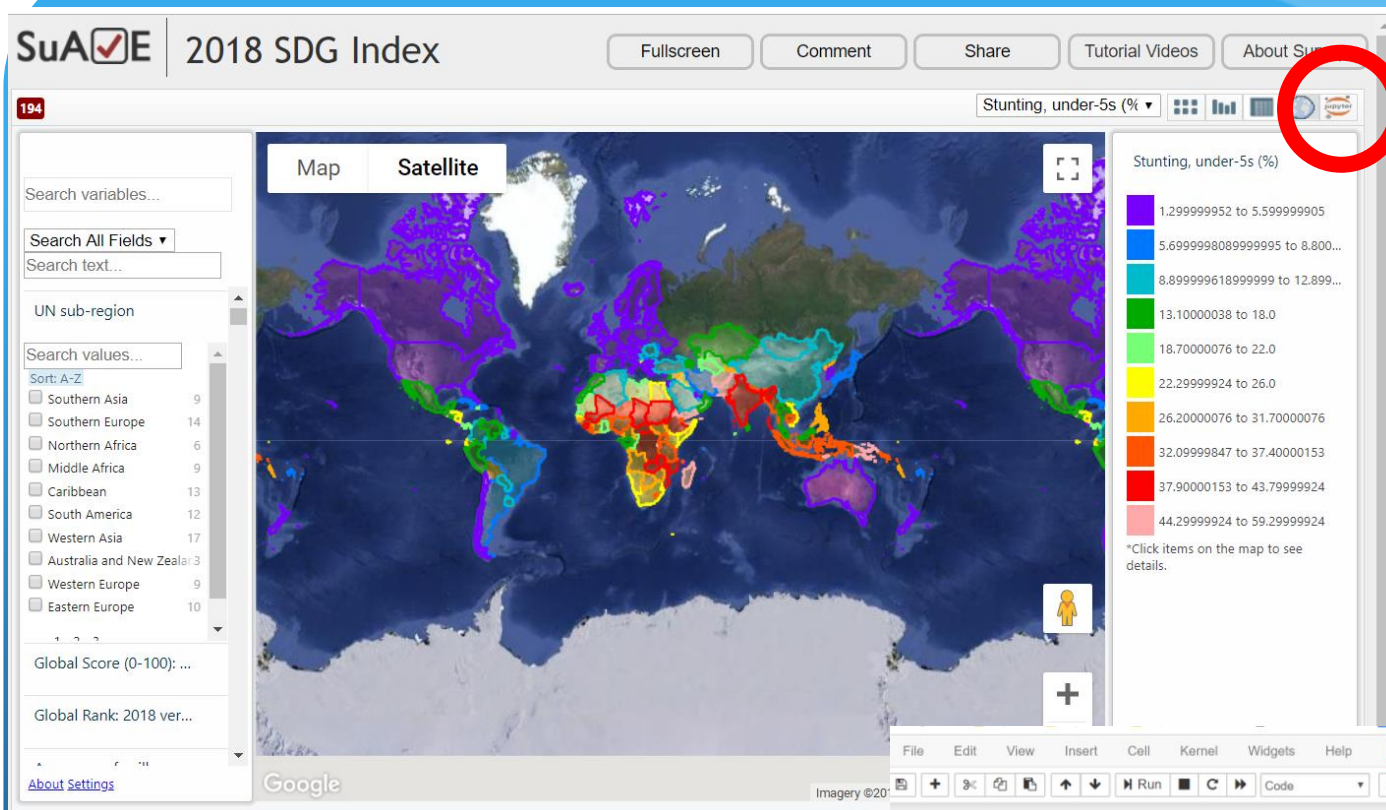 SuAVE
2018 SDG Index
Fullscreen
Comment
Share
Tutorial Videos
About
194
Stunting, under-5s (% ▾
jupyter
Search variables...
Search All Fields ▾
Search text...
UN sub-region
Search values...
Sort: A-Z
Southern Asia 9
Southern Europe 14
Northern Africa 6
Middle Africa 9
Caribbean 13
South America 12
Western Asia 17
Australia and New Zealar 3
Western Europe 9
Eastern Europe 10
1 2 3
Global Score (0-100): ...
Global Rank: 2018 ver...
About Settings
Map
Satellite
Google
Imagery ©20
Stunting, under-5s (%)
1.299999952 to 5.599999905
5.6999998089999995 to 8.800...
8.899999618999999 to 12.899...
13.10000038 to 18.0
18.70000076 to 22.0
22.29999924 to 26.0
26.20000076 to 31.70000076
32.09999847 to 37.40000153
37.90000153 to 43.79999924
44.29999924 to 59.29999924
*Click items on the map to see
details.
File Edit View Insert Cell Kernel Widgets Help
Run
Code